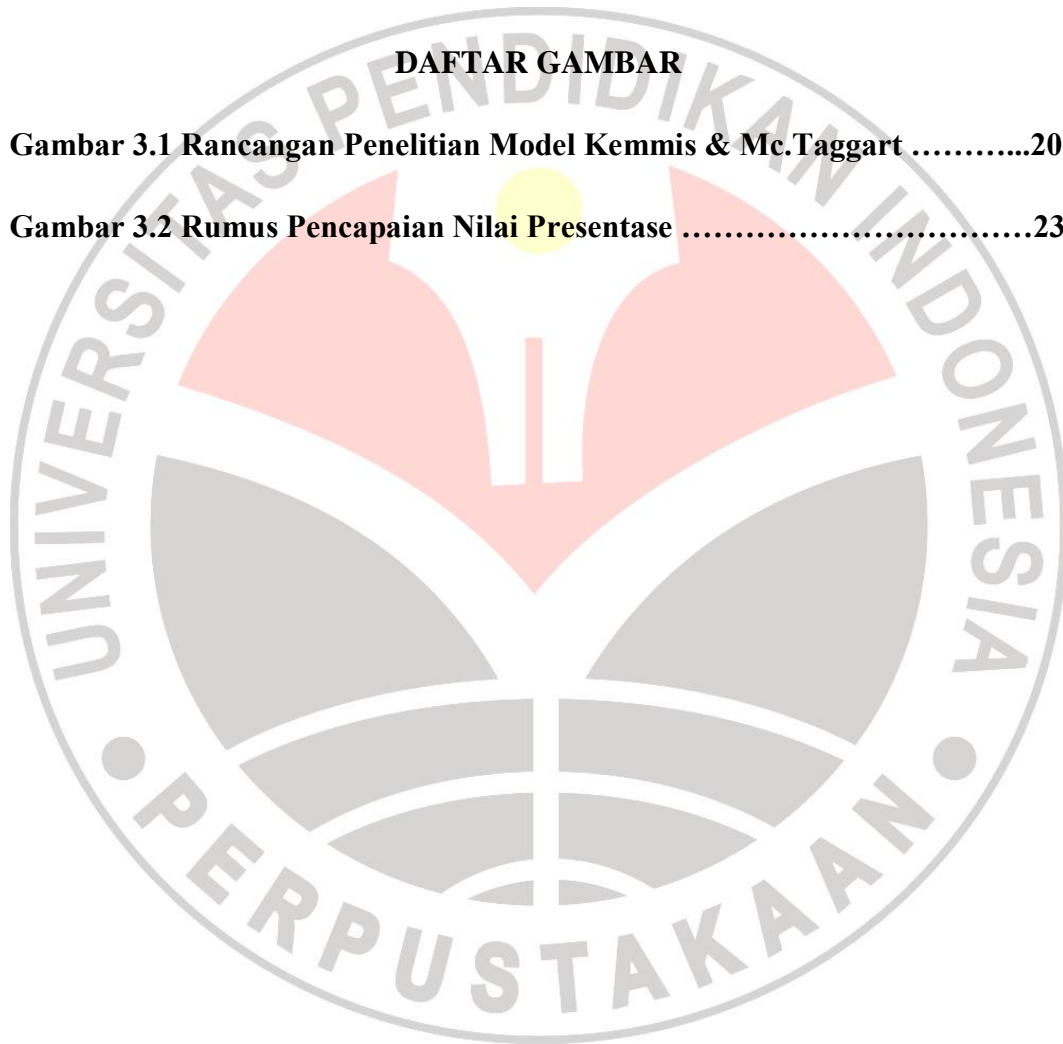 DAFTAR GAMBAR
Gambar 3.1 Rancangan Penelitian Model Kemmis & Mc.Taggart ………...20
Gambar 3.2 Rumus Pencapaian Nilai Presentase ……………………………23
UNIVERSITAS PENDIDIKAN INDONESIA
PERPUSTAKAAN